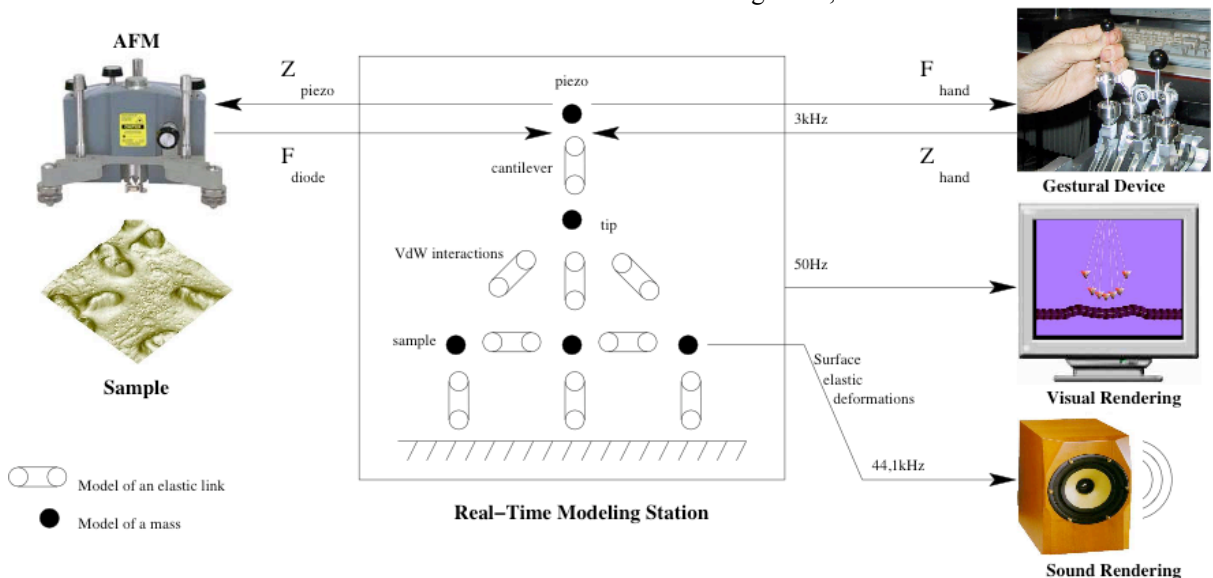 AFM
Z
piezo
F
diode
Sample
Model of an elastic link
Model of a mass
piezo
cantilever
tip
VdW interactions
sample
Real-Time Modeling Station
F
hand
3kHz
Z
hand
50Hz
Surface
elastic
deformations
44,1kHz
Gestural Device
Visual Rendering
Sound Rendering